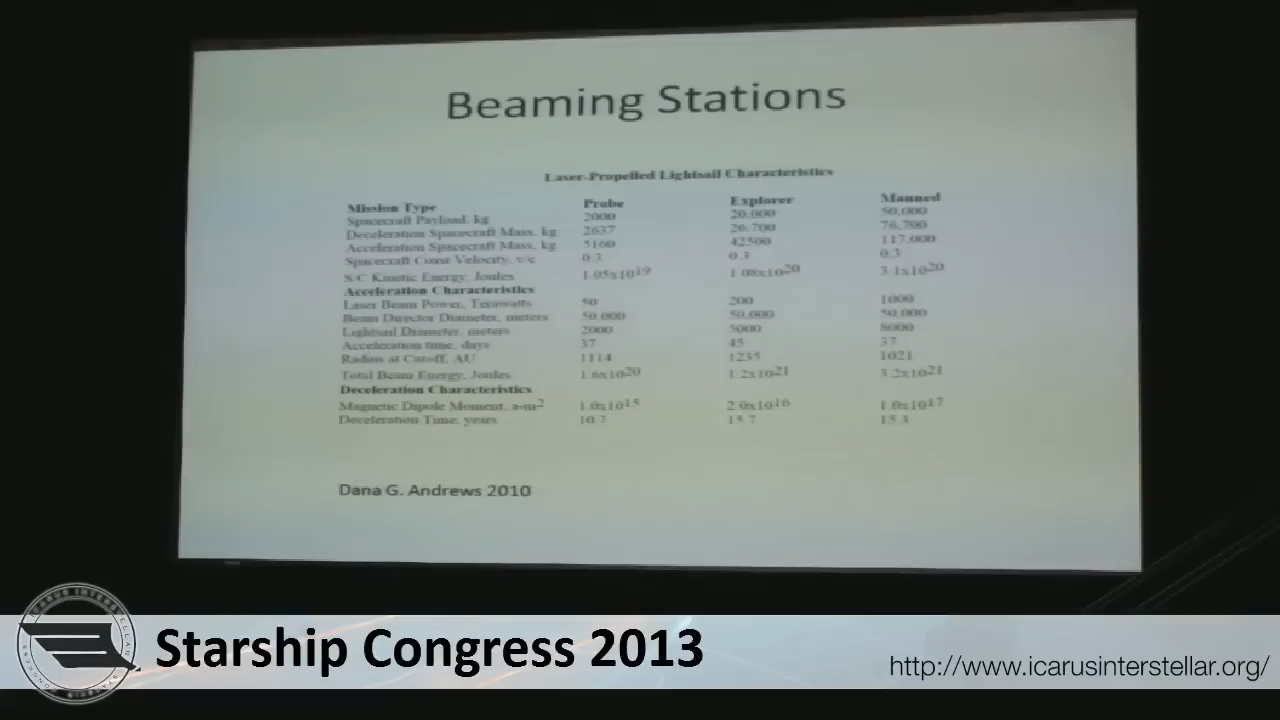 Beaming Stations
Laser-Propelled Lightsail Characteristics
Mission Type Probe Explorer Manned
Spacecraft Payload, kg 2000 20,000 50,000
Deceleration Spacecraft Mass, kg 2637 26,700 76,700
Acceleration Spacecraft Mass, kg 5160 42500 117,000
Spacecraft Coast Velocity, v/c 0.3 0.3 0.3
S/C Kinetic Energy, Joules 1.05x10^19 1.08x10^20 3.1x10^20
Acceleration Characteristics
Laser Beam Power, Terawatts 50 200 1000
Beam Director Diameter, meters 50,000 50,000 50,000
Lightsail Diameter, meters 2000 5000 8000
Acceleration time, days 37 45 37
Radius at Cutoff, AU 1114 1235 1021
Total Beam Energy, Joules 1.6x10^20 1.2x10^21 3.2x10^21
Deceleration Characteristics
Magnetic Dipole Moment, a-m^2 1.0x10^15 2.0x10^16 1.0x10^17
Deceleration Time, years 10.7 15.7 15.3
Dana G. Andrews 2010
ICARUS INTERSTELLAR
STARSHIP CONGRESS
Starship Congress 2013
http://www.icarusinterstellar.org/